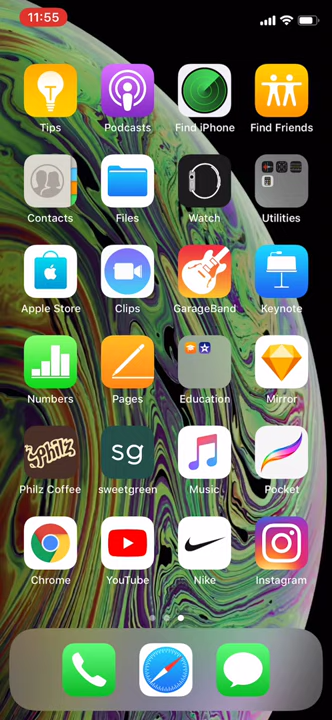 11:55
Tips Podcasts Find iPhone Find Friends
Contacts Files Watch Utilities
Apple Store Clips GarageBand Keynote
Numbers Pages Education Mirror
Philz
sg
Philz Coffee sweetgreen Music Pocket
Chrome YouTube Nike Instagram